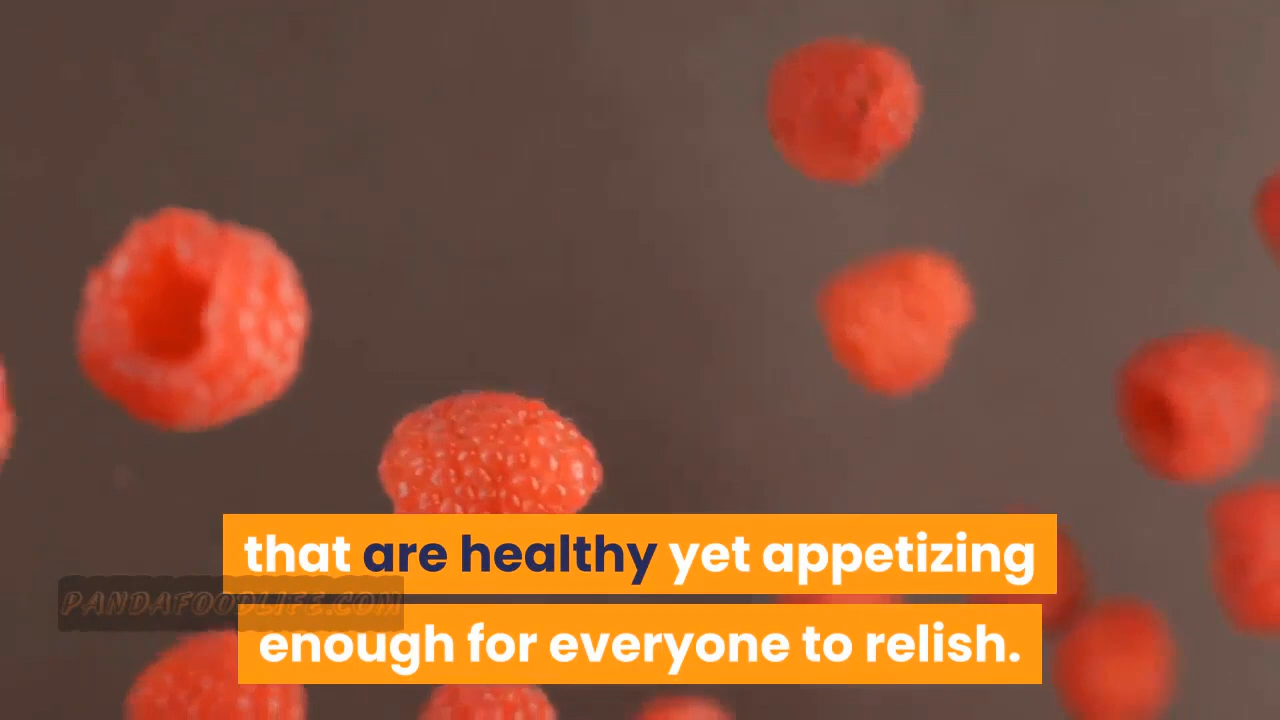 that are healthy yet appetizing
PANDAFOODLIFE.COM
enough for everyone to relish.